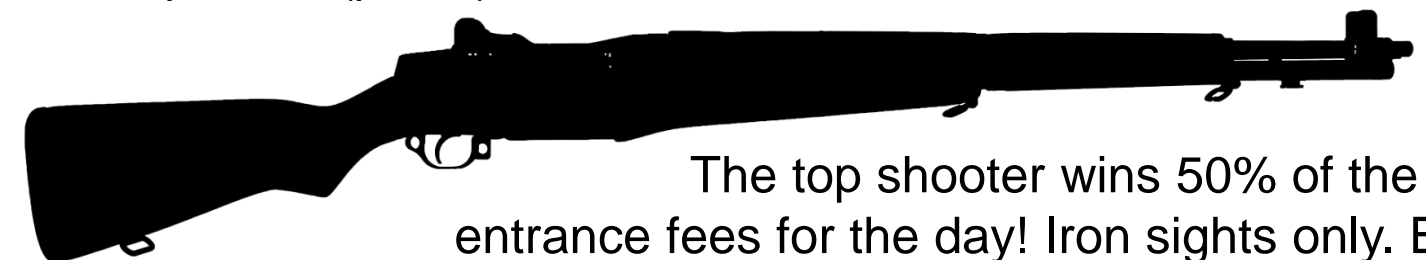 The top shooter wins 50% of the
entrance fees for the day! Iron sights only.